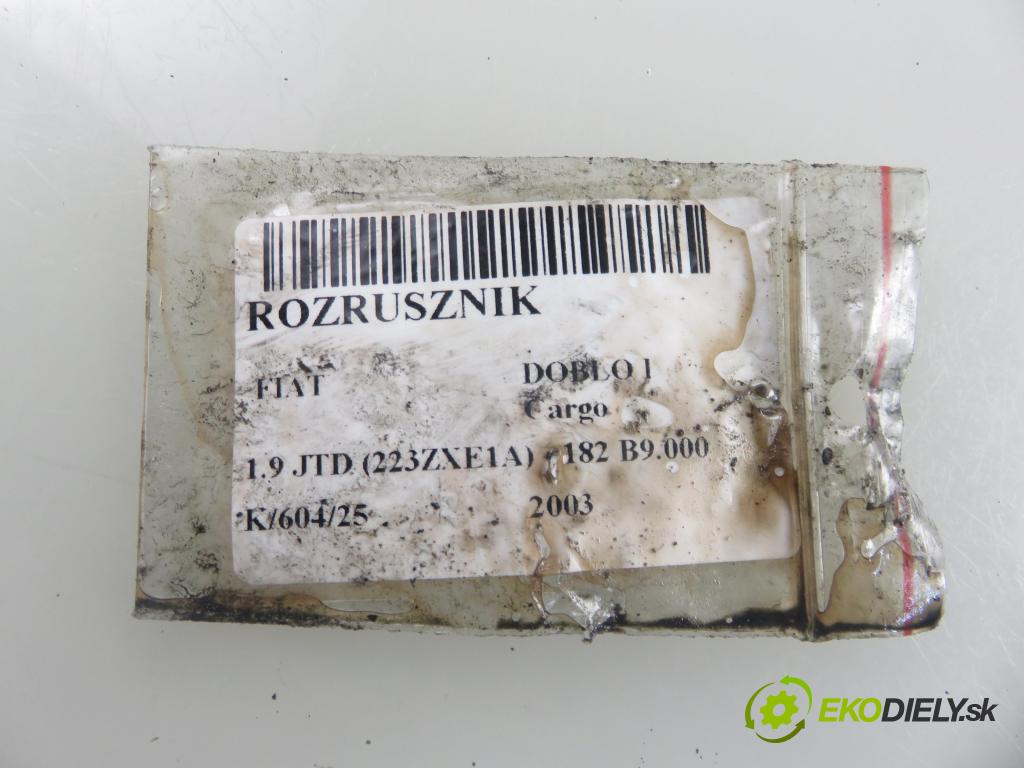 ROZRUSZNIK
FIAT DOBLO I
Cargo
1.9 JTD (223ZXE1A) - 182 B9.000
K/604/25 2003
EKODIELY.sk